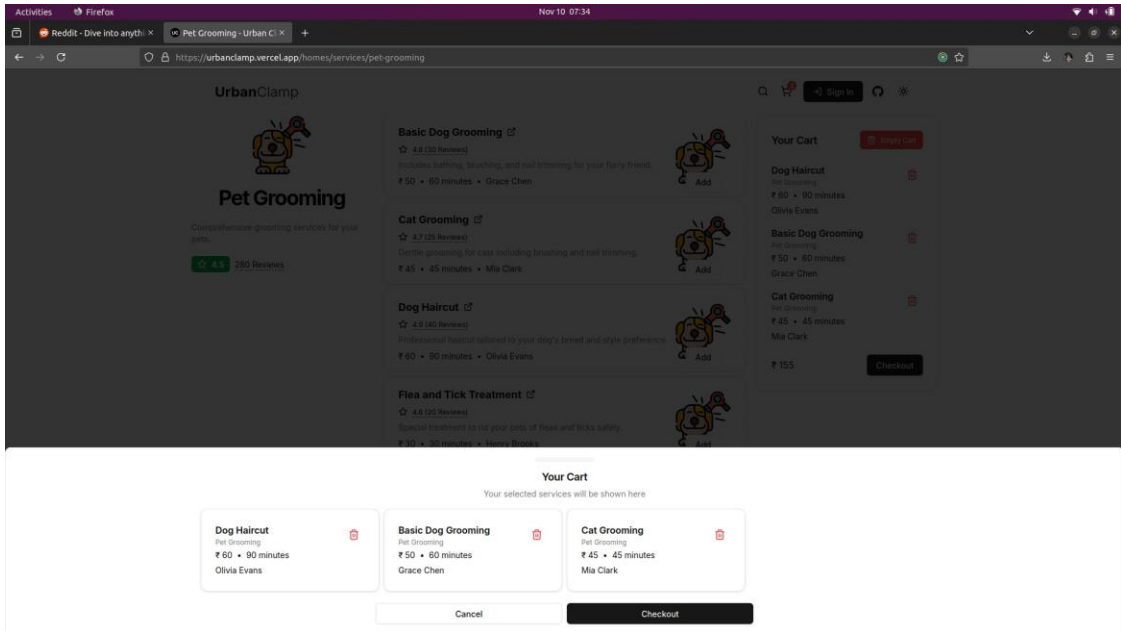 Activities Firefox Nov 10 07:34
Reddit - Dive into anythi × Pet Grooming - Urban Cl × +
https://urbanclamp.vercel.app/homes/services/pet-grooming
UrbanClamp
Sign In
Pet Grooming
Comprehensive grooming services for your
pets.
4.5 260 Reviews
Basic Dog Grooming
4.8 (30 Reviews)
Includes bathing, brushing, and nail trimming for your furry friend.
₹ 50 • 60 minutes • Grace Chen
Add
Cat Grooming
4.7 (25 Reviews)
Gentle grooming for cats including brushing and nail trimming.
₹ 45 • 45 minutes • Mia Clark
Add
Dog Haircut
4.9 (40 Reviews)
Professional haircut tailored to your dog's breed and style preference.
₹ 60 • 90 minutes • Olivia Evans
Add
Flea and Tick Treatment
4.6 (20 Reviews)
Special treatment to rid your pets of fleas and ticks safely.
₹ 30 • 30 minutes • Henry Brooks
Add
Your Cart
Empty Cart
Dog Haircut
Pet Grooming
₹ 60 • 90 minutes
Olivia Evans
Basic Dog Grooming
Pet Grooming
₹ 50 • 60 minutes
Grace Chen
Cat Grooming
Pet Grooming
₹ 45 • 45 minutes
Mia Clark
₹ 155
Checkout
Your Cart
Your selected services will be shown here
Dog Haircut
Pet Grooming
₹ 60 • 90 minutes
Olivia Evans
Basic Dog Grooming
Pet Grooming
₹ 50 • 60 minutes
Grace Chen
Cat Grooming
Pet Grooming
₹ 45 • 45 minutes
Mia Clark
Cancel
Checkout